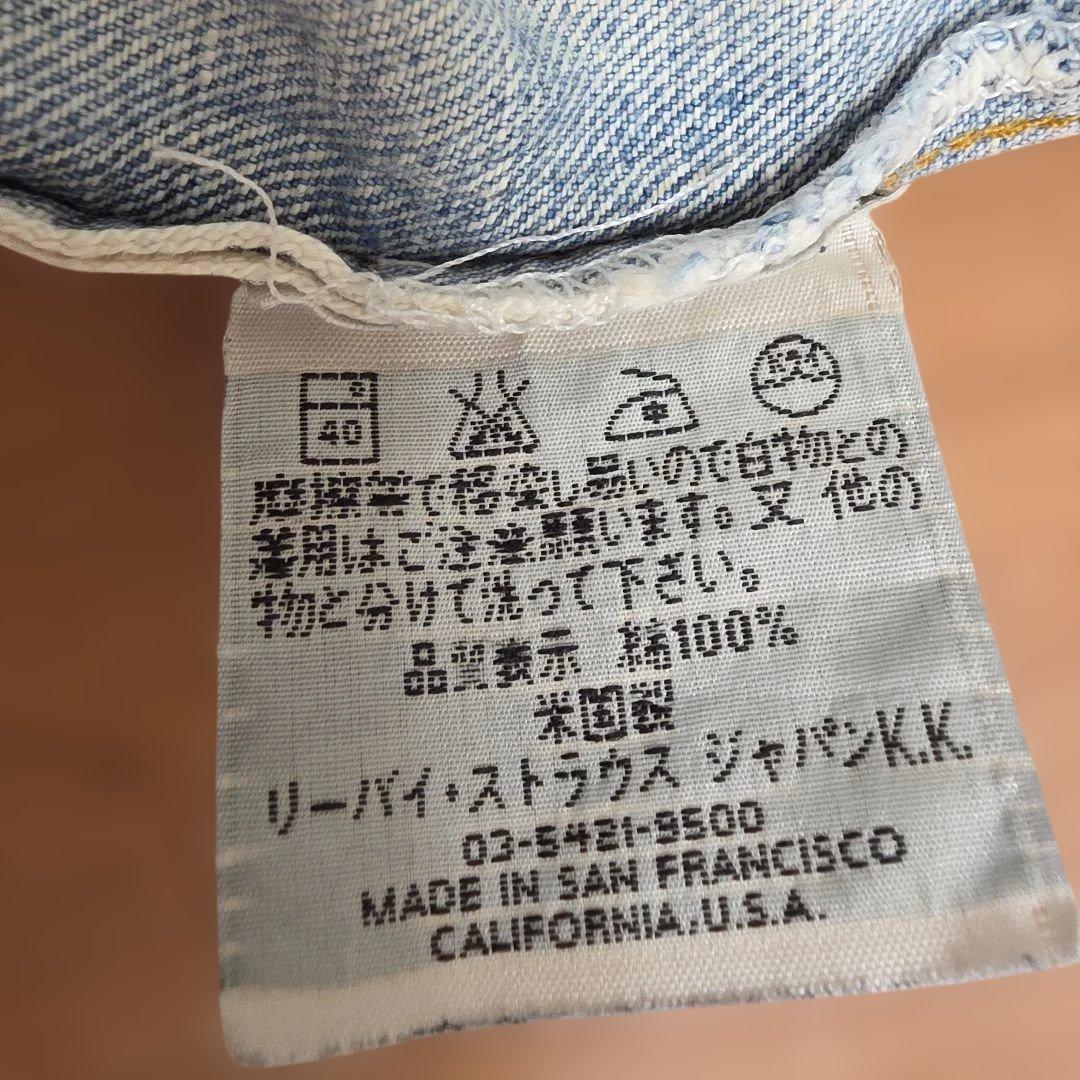 40
感擦等で移染し易いので白物との
着用はご注意願います。又 他の
物と分けて洗って下さい。
品質表示 綿100%
米国製
リーバイ・ストラウス ジャパンK.K.
03-5421-9500
MADE IN SAN FRANCISCO
CALIFORNIA.U.S.A.